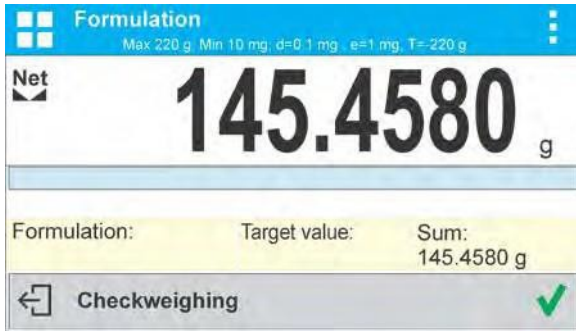 Formulation
Max 220 g, Min 10 mg, d=0.1 mg , e=1 mg, T=-220 g
Net
145.4580 g
Formulation: Target value: Sum:
145.4580 g
Checkweighing